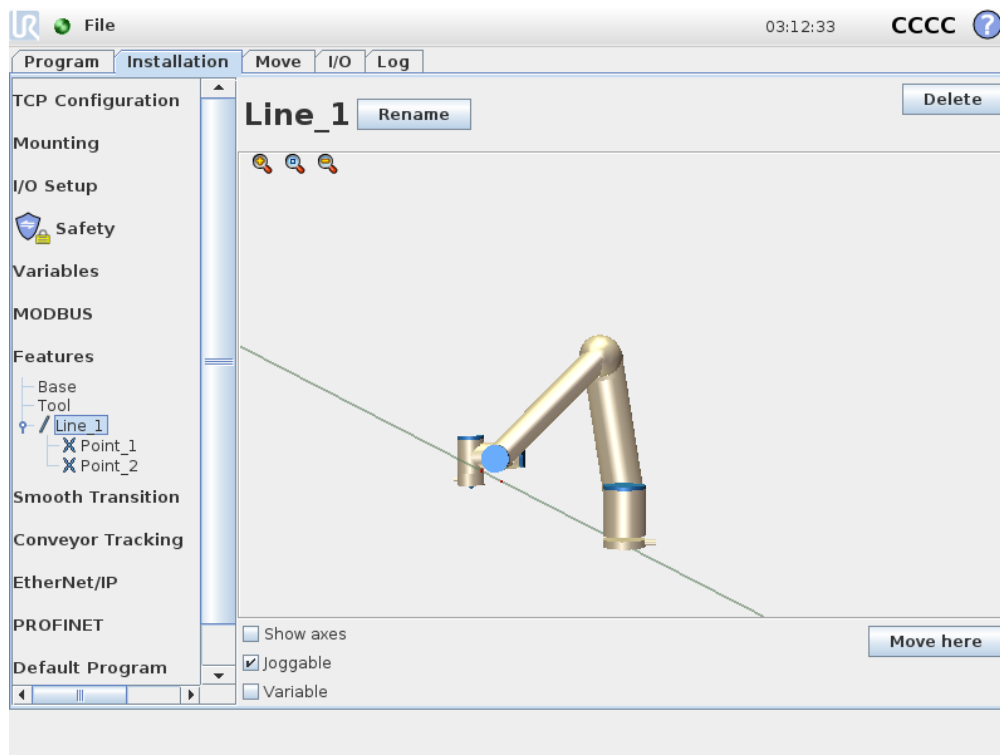 UR File 03:12:33 CCCC ?
Program Installation Move I/O Log
TCP Configuration
Mounting
I/O Setup
Safety
Variables
MODBUS
Features
Base
Tool
Line_1
Point_1
Point_2
Smooth Transition
Conveyor Tracking
EtherNet/IP
PROFINET
Default Program
Line_1 Rename Delete
Show axes
Joggable
Variable
Move here